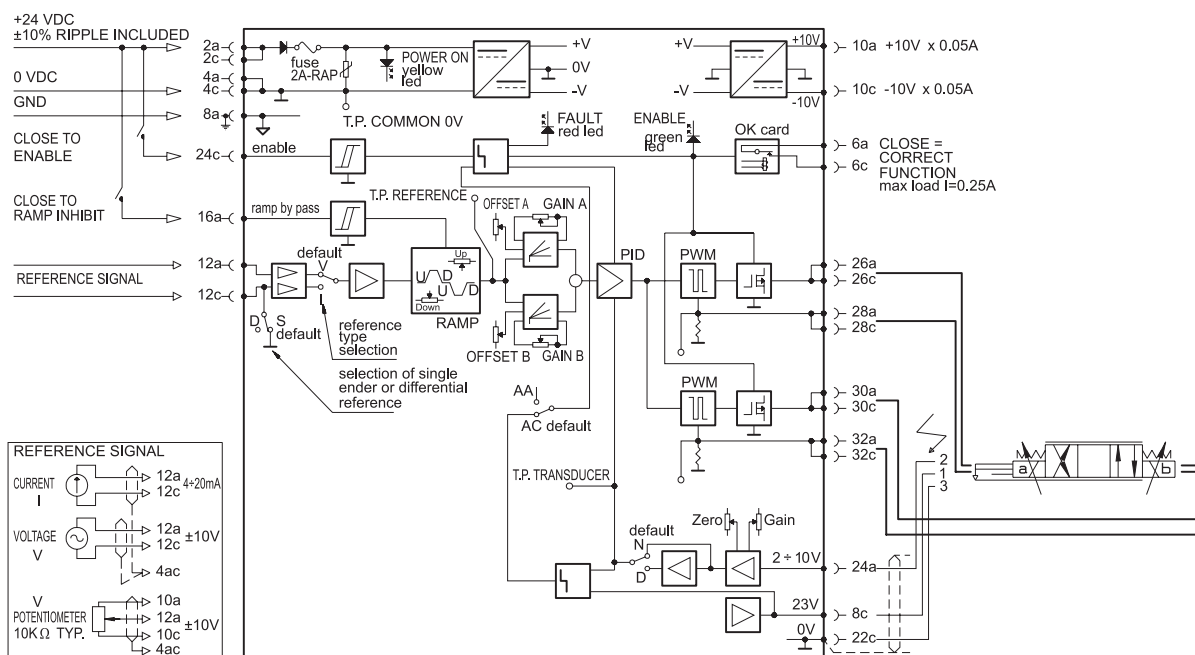 +24 VDC
±10% RIPPLE INCLUDED
0 VDC
GND
CLOSE TO
ENABLE
CLOSE TO
RAMP INHIBIT
REFERENCE SIGNAL
2a
2c
4a
4c
8a
24c
16a
12a
12c
fuse
2A-RAP
POWER ON
yellow
led
+V
0V
-V
+V
-V
+10V
-10V
10a +10V x 0.05A
10c -10V x 0.05A
T.P. COMMON 0V
FAULT
red led
ENABLE
green
led
OK card
6a
6c
CLOSE =
CORRECT
FUNCTION
max load I=0.25A
enable
ramp by pass
T.P. REFERENCE
OFFSET A
GAIN A
default
V
I
D
S
default
Up
U D
U D
Down
RAMP
reference
type
selection
selection of single
ender or differential
reference
OFFSET B
GAIN B
PID
PWM
PWM
26a
26c
28a
28c
30a
30c
32a
32c
AA
AC default
T.P. TRANSDUCER
default
N
D
Zero
Gain
2 ÷ 10V
23V
0V
24a
8c
22c
2
1
3
a
b
REFERENCE SIGNAL
CURRENT
I
12a
12c
4÷20mA
VOLTAGE
V
12a
12c
±10V
4ac
V
POTENTIOMETER
10KΩ TYP.
10a
12a
10c
4ac
±10V